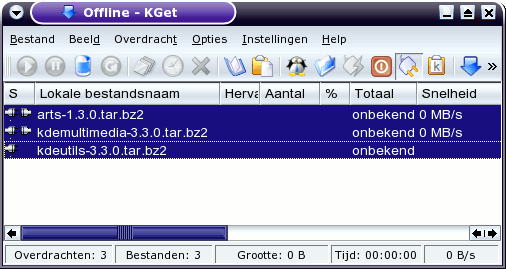 Offline - KGet
Bestand Beeld Overdracht Opties Instellingen Help
S Lokale bestandsnaam Herva Aantal % Totaal Snelheid
arts-1.3.0.tar.bz2 onbekend 0 MB/s
kdemultimedia-3.3.0.tar.bz2 onbekend 0 MB/s
kdeutils-3.3.0.tar.bz2 onbekend
Overdrachten: 3 Bestanden: 3 Grootte: 0 B Tijd: 00:00:00 0 B/s